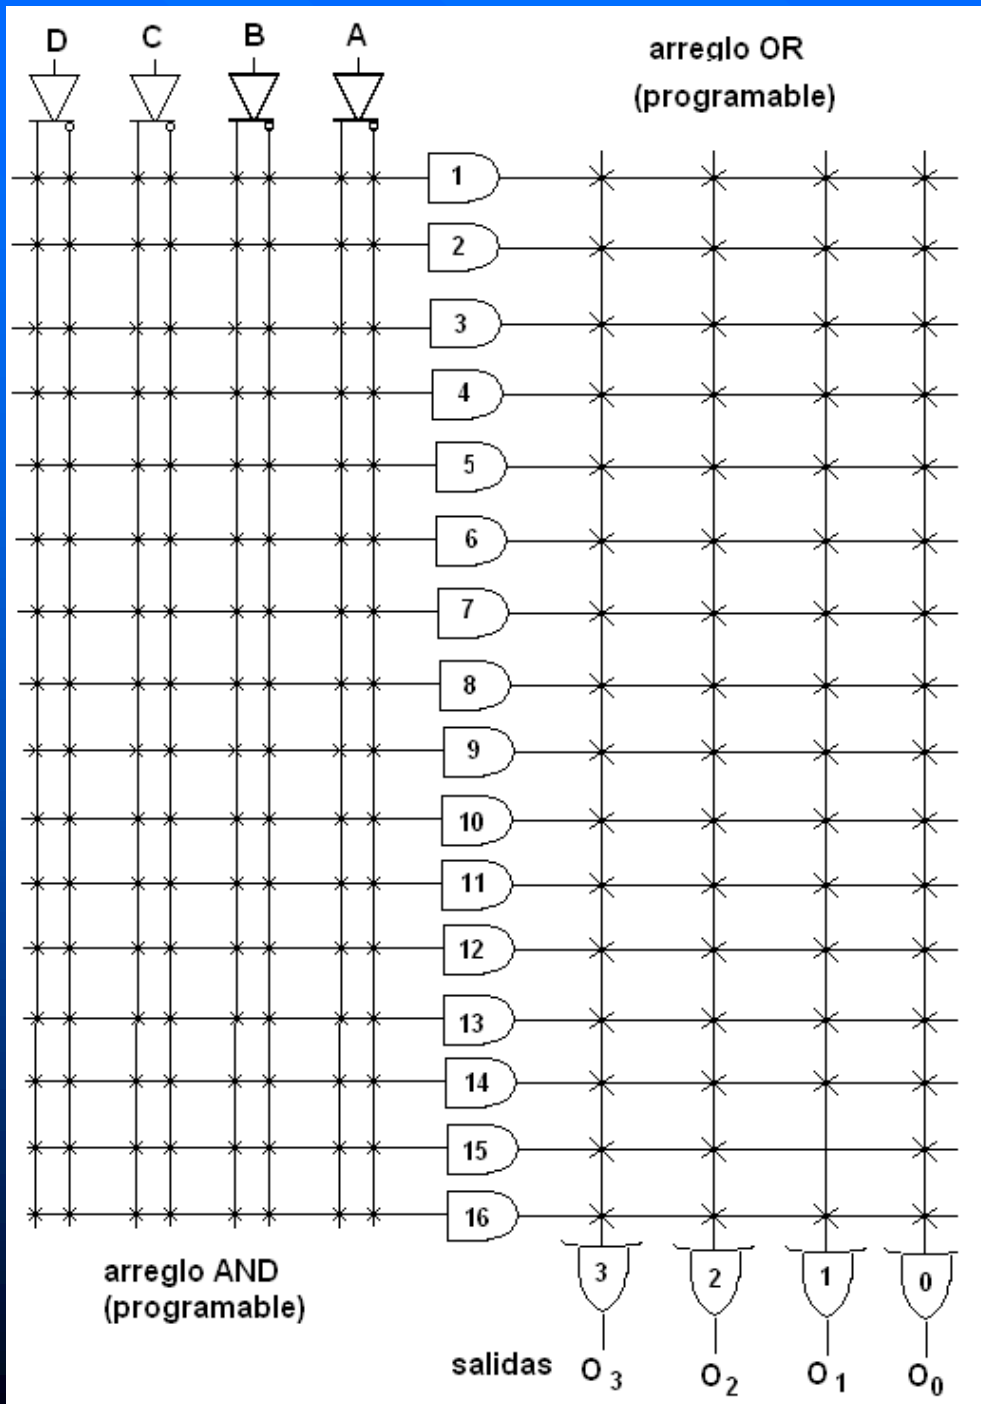 D C B A
arreglo OR
(programable)
1
2
3
4
5
6
7
8
9
10
11
12
13
14
15
16
arreglo AND
(programable)
3 2 1 0
salidas O3 O2 O1 O0